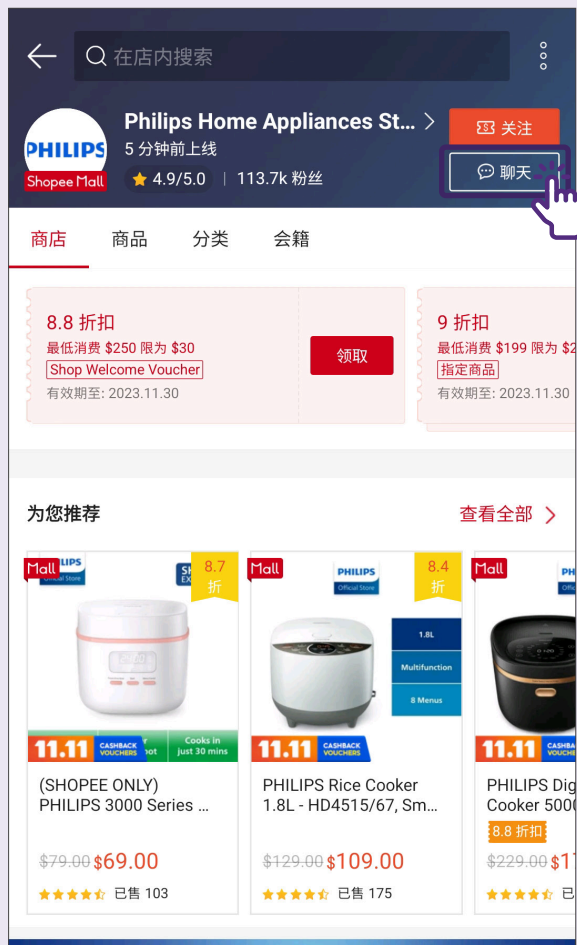 在店内搜索
Philips Home Appliances St...
关注
PHILIPS
5 分钟前上线
Shopee Mall
4.9/5.0 | 113.7k 粉丝
聊天
商店 商品 分类 会籍
8.8 折扣
最低消费 $250 限为 $30
Shop Welcome Voucher
有效期至: 2023.11.30
领取
9 折扣
最低消费 $199 限为 $2
指定商品
有效期至: 2023.11.30
为您推荐
查看全部
Mall
8.7
折
11.11 CASHBACK VOUCHERS
Cooks in
just 30 mins
(SHOPEE ONLY)
PHILIPS 3000 Series ...
$79.00 $69.00
已售 103
Mall
PHILIPS
Official Store
8.4
折
1.8L
Multifunction
8 Menus
11.11 CASHBACK VOUCHERS
PHILIPS Rice Cooker
1.8L - HD4515/67, Sm...
$129.00 $109.00
已售 175
Mall
PH
11.11
PHILIPS Dig
Cooker 5000
8.8 折扣
$229.00 $1
已